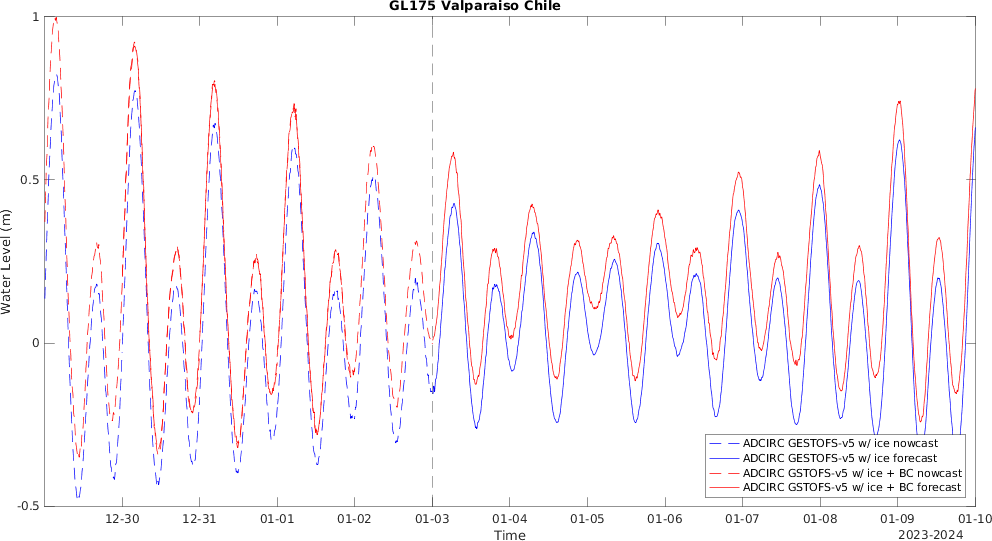 GL175 Valparaiso Chile
1
0.5
0
-0.5
Water Level (m)
12-30 12-31 01-01 01-02 01-03 01-04 01-05 01-06 01-07 01-08 01-09 01-10
Time
2023-2024
ADCIRC GESTOFS-v5 w/ ice nowcast
ADCIRC GESTOFS-v5 w/ ice forecast
ADCIRC GSTOFS-v5 w/ ice + BC nowcast
ADCIRC GSTOFS-v5 w/ ice + BC forecast